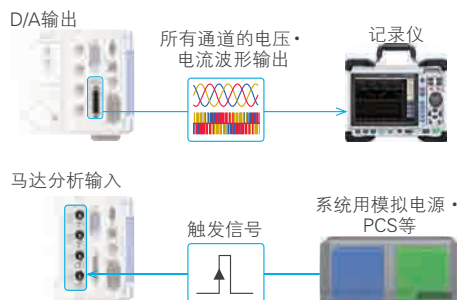 D/A输出
所有通道的电压・
电流波形输出
记录仪
马达分析输入
触发信号
系统用模拟电源・
PCS等